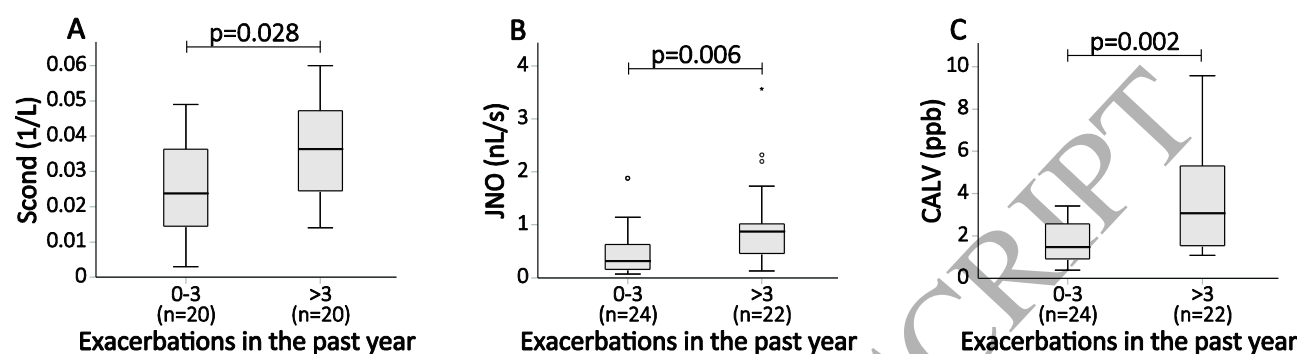 A
p=0.028
Scond (1/L)
0.06
0.05
0.04
0.03
0.02
0.01
0
0-3
(n=20)
>3
(n=20)
Exacerbations in the past year
B
p=0.006
JNO (nL/s)
4
3
2
1
0
0-3
(n=24)
>3
(n=22)
Exacerbations in the past year
C
p=0.002
CALV (ppb)
10
8
6
4
2
0
0-3
(n=24)
>3
(n=22)
Exacerbations in the past year
CRIPT